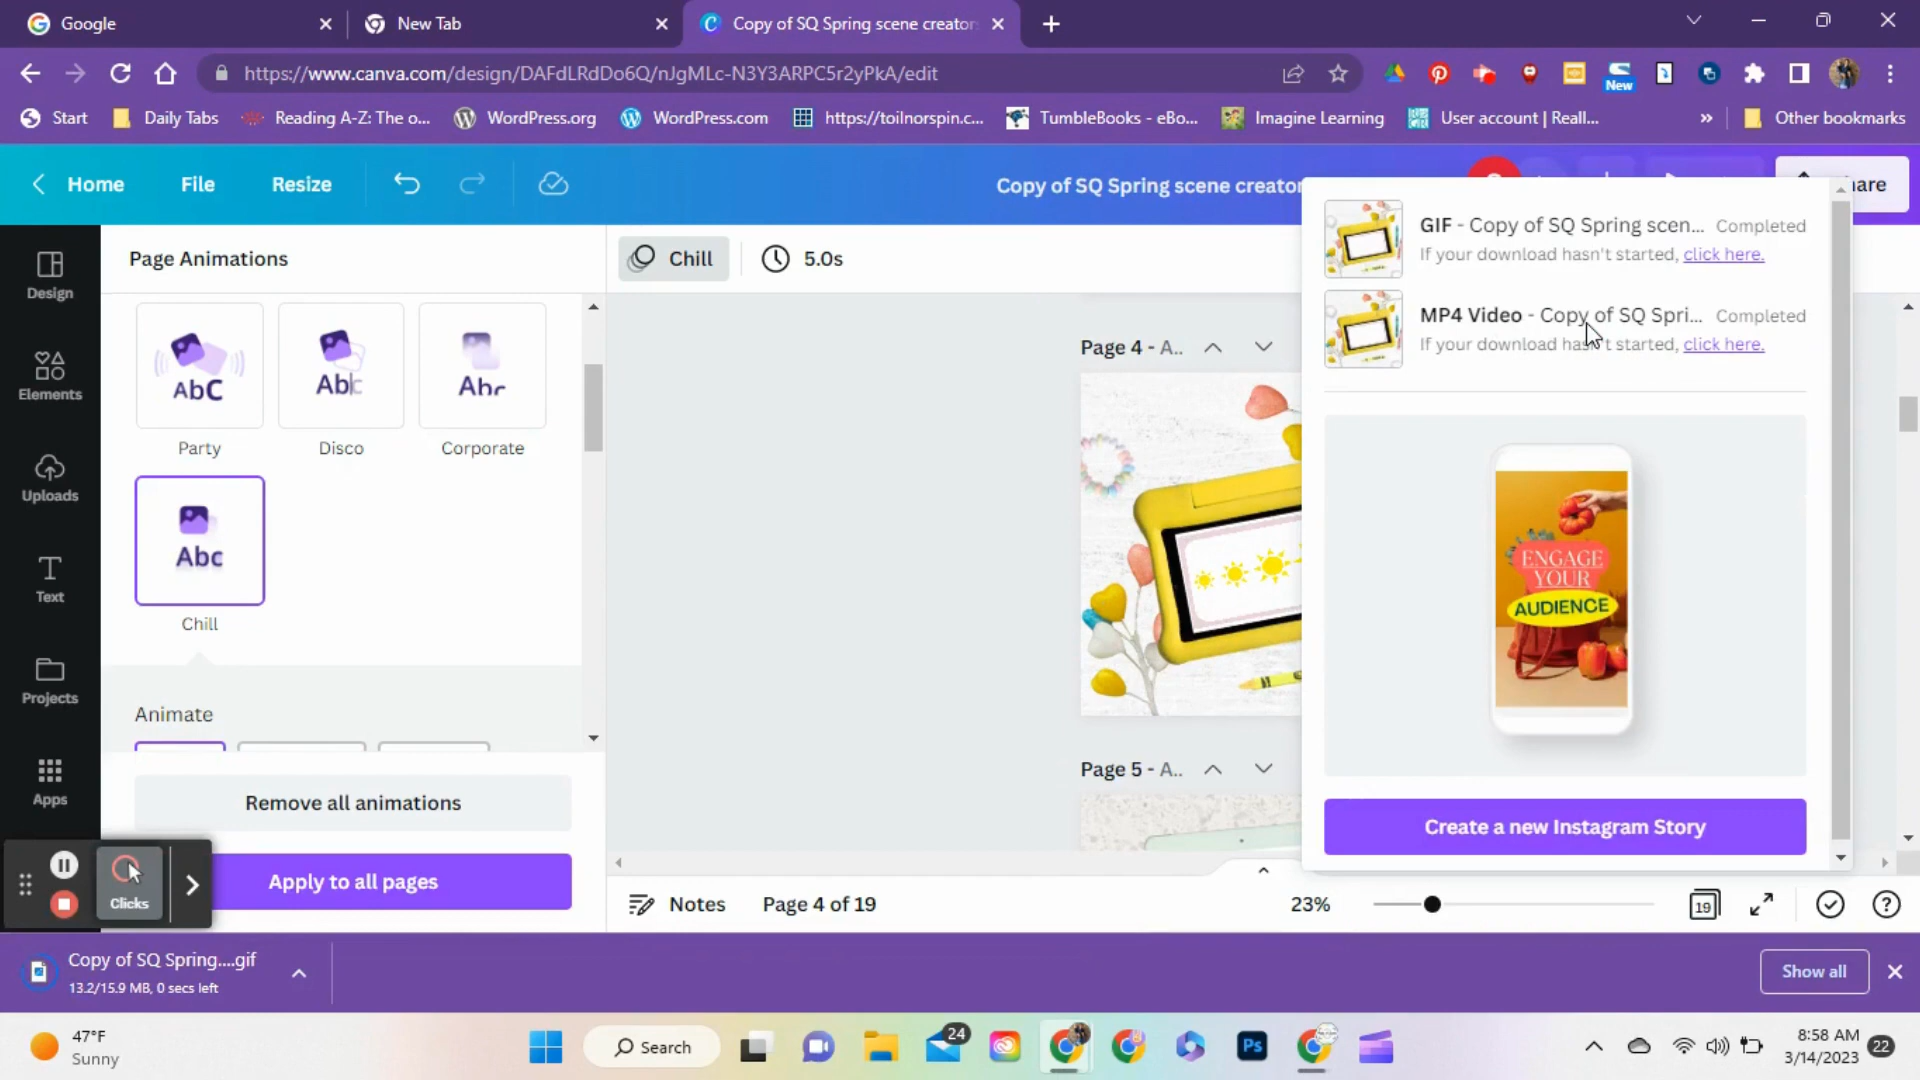 Google
New Tab
Copy of SQ Spring scene creator
https://www.canva.com/design/DAFdLRdDo6Q/nJgMLc-N3Y3ARPC5r2yPkA/edit
New
Start
Daily Tabs
Reading A-Z: The o...
WordPress.org
WordPress.com
https://toilnorspin.c...
TumbleBooks - eBo...
Imagine Learning
User account | Reall...
»
Other bookmarks
Home
File
Resize
Copy of SQ Spring scene creator
are
Page Animations
Chill
5.0s
GIF - Copy of SQ Spring scen...
Completed
If your download hasn't started, click here.
MP4 Video - Copy of SQ Spri...
Completed
If your download hasn't started, click here.
Design
Elements
Uploads
Text
Projects
Apps
AbC
Party
Abc
Disco
Abc
Corporate
Abc
Chill
Animate
Remove all animations
Apply to all pages
Clicks
Page 4 - A..
Page 5 - A..
ENGAGE
YOUR
AUDIENCE
Create a new Instagram Story
Notes
Page 4 of 19
23%
19
Copy of SQ Spring....gif
13.2/15.9 MB, 0 secs left
Show all
47°F
Sunny
Search
24
Ps
8:58 AM
3/14/2023
22